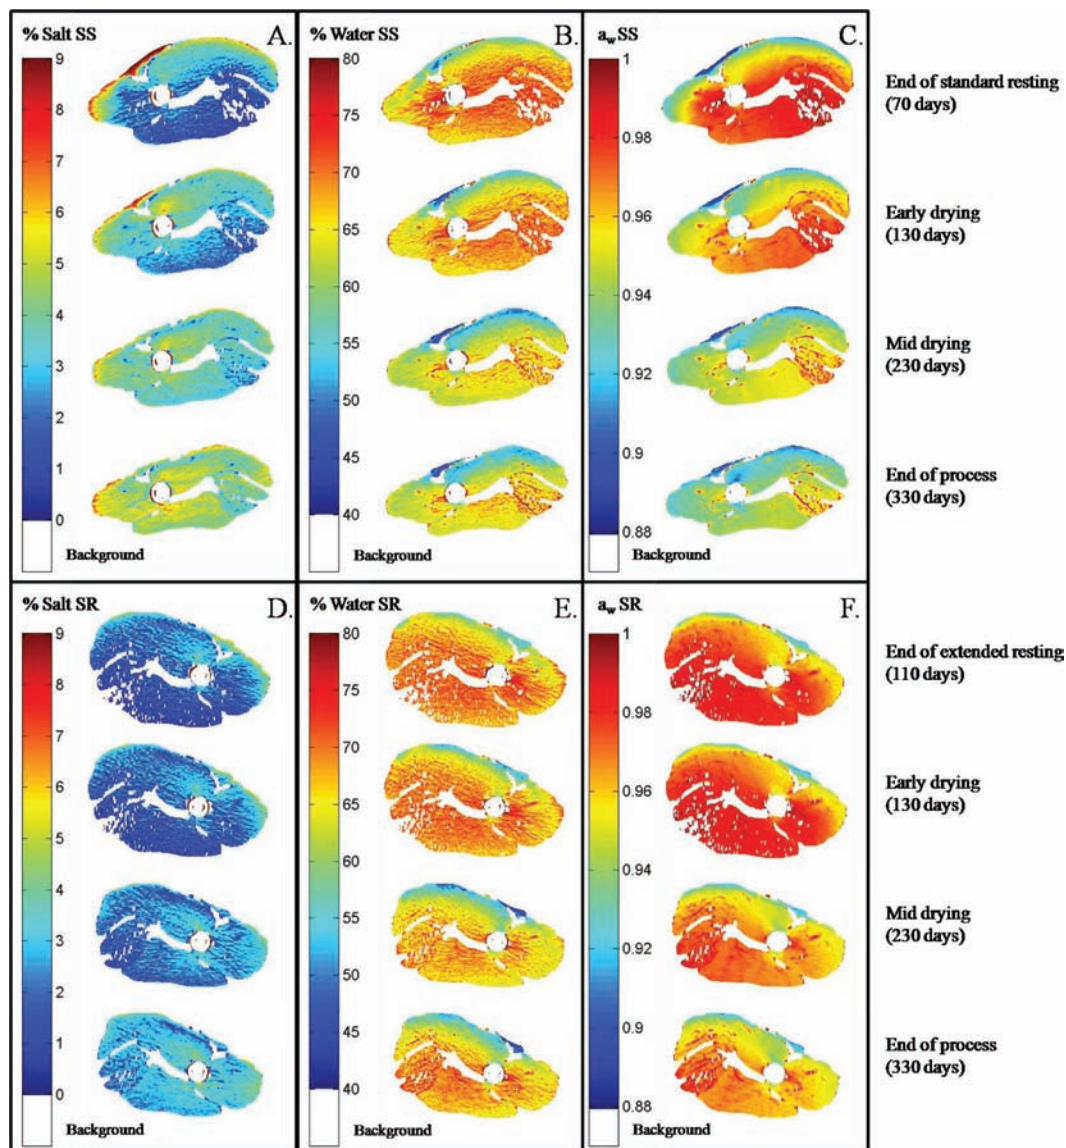 % Salt SS
A.
9
8
7
6
5
4
3
2
1
0
Background
% Water SS
B.
80
75
70
65
60
55
50
45
40
Background
aw SS
C.
1
0.98
0.96
0.94
0.92
0.9
0.88
Background
End of standard resting
(70 days)
Early drying
(130 days)
Mid drying
(230 days)
End of process
(330 days)
% Salt SR
D.
9
8
7
6
5
4
3
2
1
0
Background
% Water SR
E.
80
75
70
65
60
55
50
45
40
Background
aw SR
F.
1
0.98
0.96
0.94
0.92
0.9
0.88
Background
End of extended resting
(110 days)
Early drying
(130 days)
Mid drying
(230 days)
End of process
(330 days)